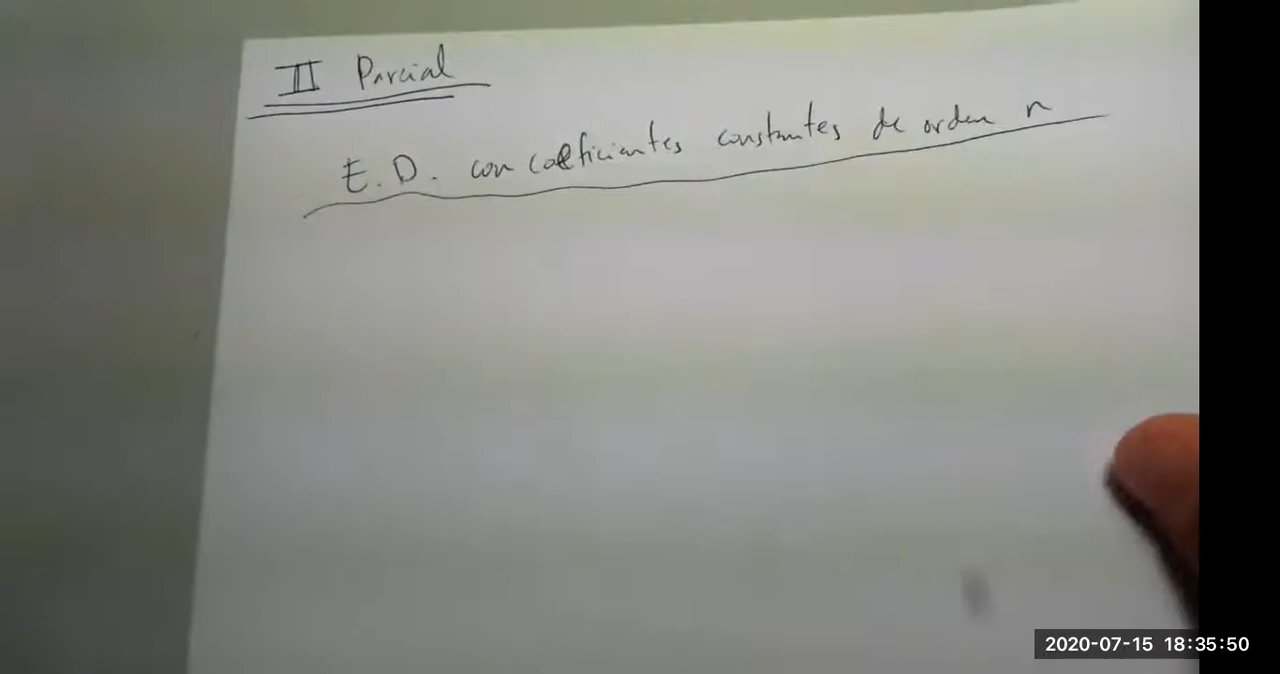 II Parcial
E.D. con coeficientes constantes de orden n
2020-07-15 18:35:50